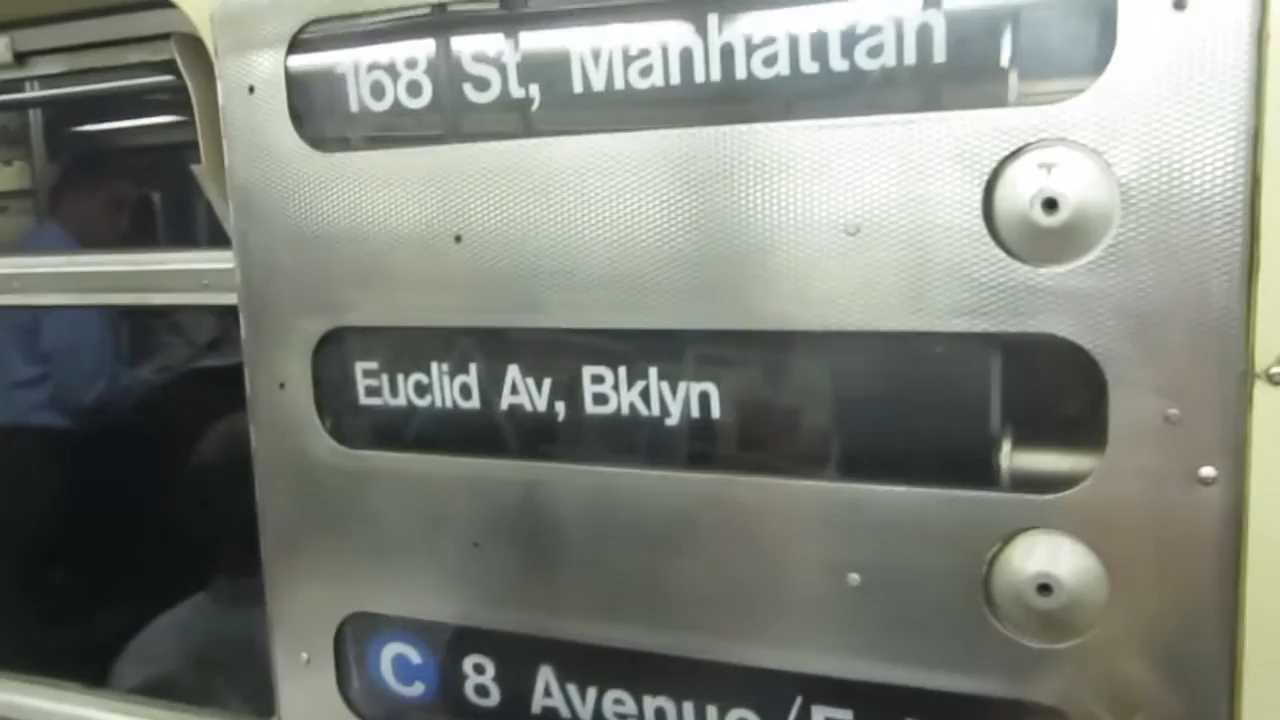 168 St, Manhattan
Euclid Av, Bklyn
C 8 Avenue/